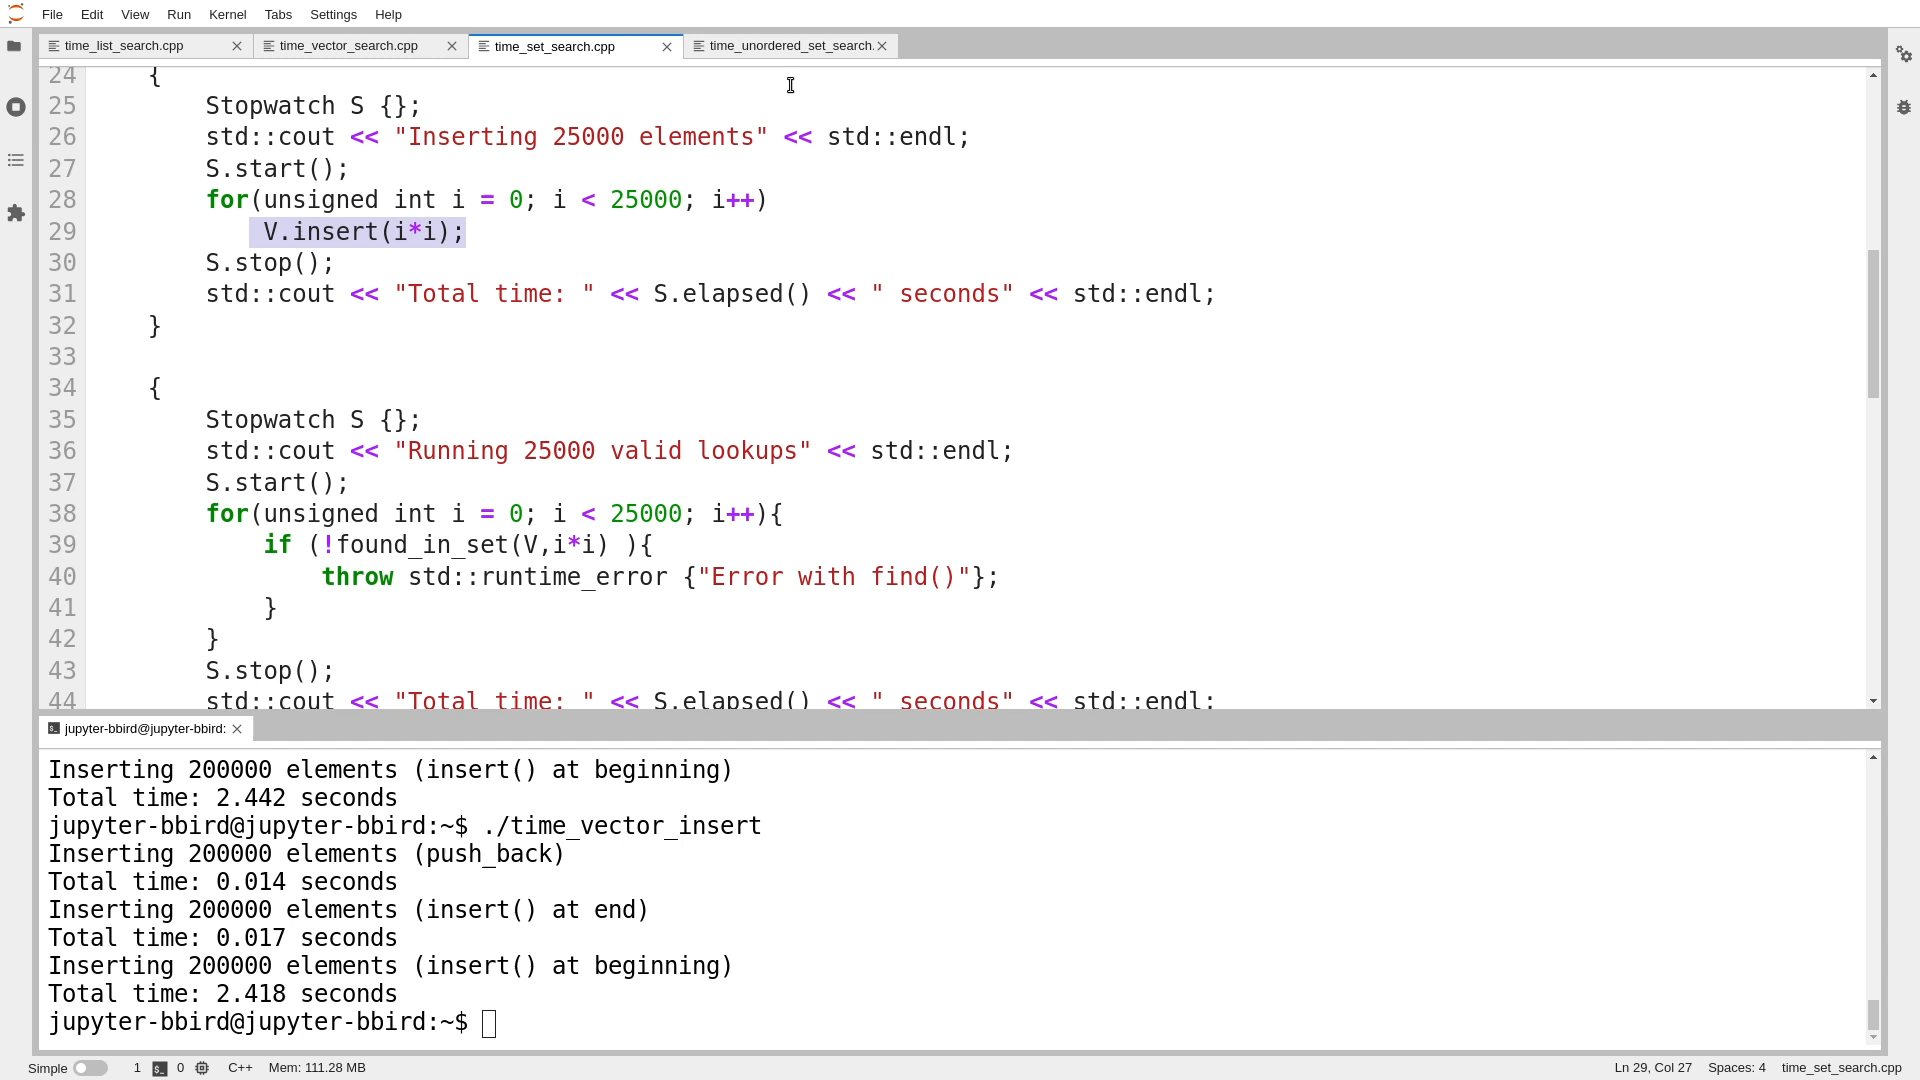 File Edit View Run Kernel Tabs Settings Help
time_list_search.cpp time_vector_search.cpp time_set_search.cpp time_unordered_set_search.
24 {
25 Stopwatch S {};
26 std::cout << "Inserting 25000 elements" << std::endl;
27 S.start();
28 for(unsigned int i = 0; i < 25000; i++)
29 V.insert(i*i);
30 S.stop();
31 std::cout << "Total time: " << S.elapsed() << " seconds" << std::endl;
32 }
33
34 {
35 Stopwatch S {};
36 std::cout << "Running 25000 valid lookups" << std::endl;
37 S.start();
38 for(unsigned int i = 0; i < 25000; i++){
39 if (!found_in_set(V,i*i) ){
40 throw std::runtime_error {"Error with find()"};
41 }
42 }
43 S.stop();
44 std::cout << "Total time: " << S.elapsed() << " seconds" << std::endl;
jupyter-bbird@jupyter-bbird:
Inserting 200000 elements (insert() at beginning)
Total time: 2.442 seconds
jupyter-bbird@jupyter-bbird:~$ ./time_vector_insert
Inserting 200000 elements (push_back)
Total time: 0.014 seconds
Inserting 200000 elements (insert() at end)
Total time: 0.017 seconds
Inserting 200000 elements (insert() at beginning)
Total time: 2.418 seconds
jupyter-bbird@jupyter-bbird:~$
Simple 1 0 C++ Mem: 111.28 MB Ln 29, Col 27 Spaces: 4 time_set_search.cpp